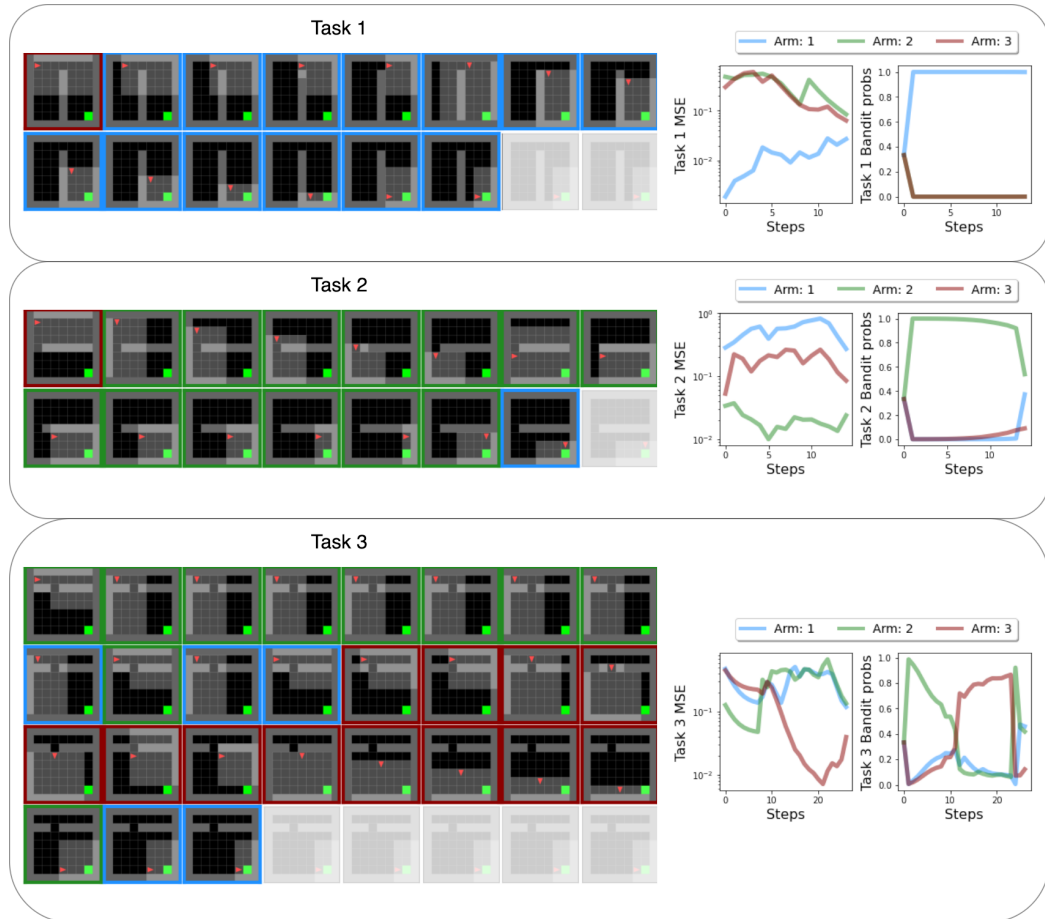 Task 1
Arm: 1 Arm: 2 Arm: 3
Task 1 MSE
10⁻¹
10⁻²
0 5 10
Steps
Task 1 Bandit probs
1.0
0.8
0.6
0.4
0.2
0.0
0 5 10
Steps
Task 2
Arm: 1 Arm: 2 Arm: 3
Task 2 MSE
10⁰
10⁻¹
10⁻²
0 5 10
Steps
Task 2 Bandit probs
1.0
0.8
0.6
0.4
0.2
0.0
0 5 10
Steps
Task 3
Arm: 1 Arm: 2 Arm: 3
Task 3 MSE
10⁻¹
10⁻²
0 10 20
Steps
Task 3 Bandit probs
1.0
0.8
0.6
0.4
0.2
0.0
0 10 20
Steps